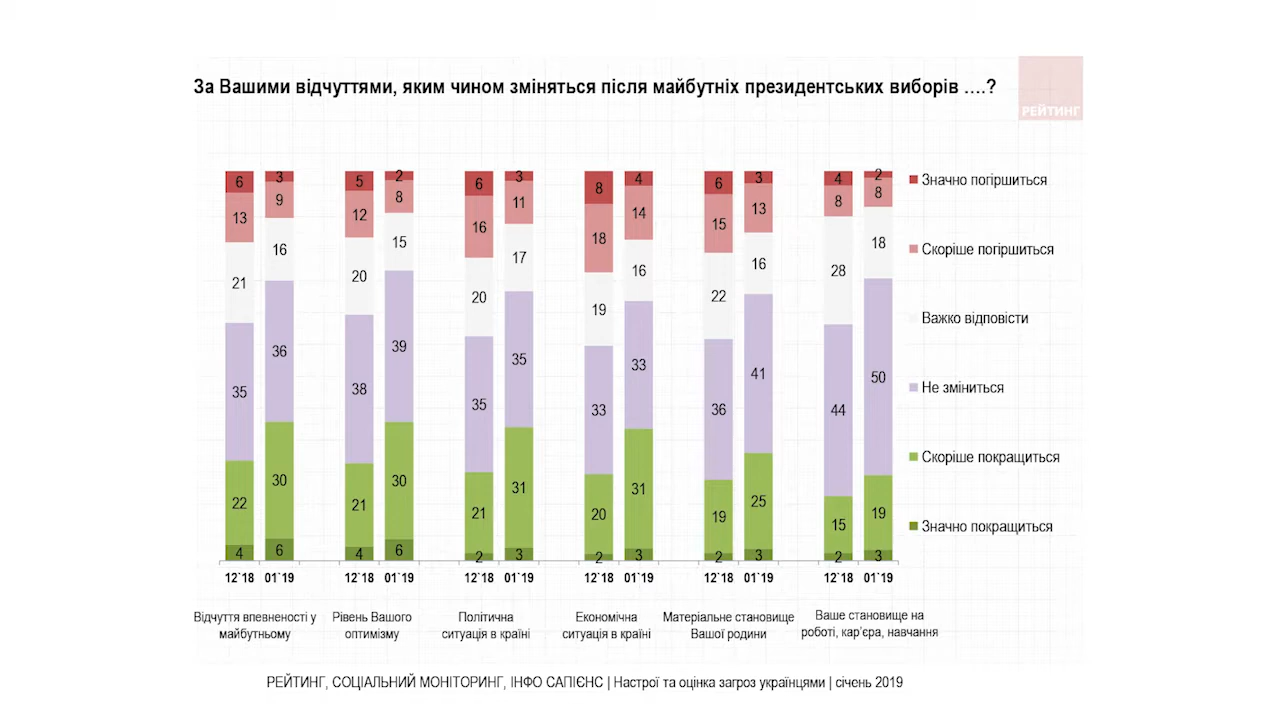 За Вашими відчуттями, яким чином зміняться після майбутніх президентських виборів ....?
РЕЙТИНГ
6 3 5 2 6 3 8 4 6 3 4 2
13 9 12 8 16 11 18 14 15 13 8 8
21 16 20 15 20 17 19 16 22 16 28 18
35 36 38 39 35 35 33 33 36 41 44 50
22 30 21 30 21 31 20 31 19 25 15 19
4 6 4 6 2 3 2 3 2 3 2 3
Значно погіршиться
Скоріше погіршиться
Важко відповісти
Не зміниться
Скоріше покращиться
Значно покращиться
12`18 01`19 12`18 01`19 12`18 01`19 12`18 01`19 12`18 01`19 12`18 01`19
Відчуття впевненості у
майбутньому
Рівень Вашого
оптимізму
Політична
ситуація в країні
Економічна
ситуація в країні
Матеріальне становище
Вашої родини
Ваше становище на
роботі, кар’єра, навчання
РЕЙТИНГ, СОЦІАЛЬНИЙ МОНІТОРИНГ, ІНФО САПІЄНС | Настрої та оцінка загроз українцями | січень 2019